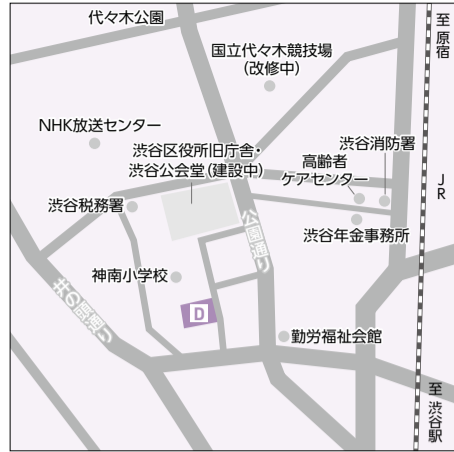 代々木公園
至 原宿
国立代々木競技場
(改修中)
NHK放送センター
渋谷区役所旧庁舎・
渋谷公会堂(建設中)
渋谷消防署
高齢者
ケアセンター
JR
渋谷税務署
公園通り
渋谷年金事務所
神南小学校
井の頭通り
D
勤労福祉会館
至 渋谷駅